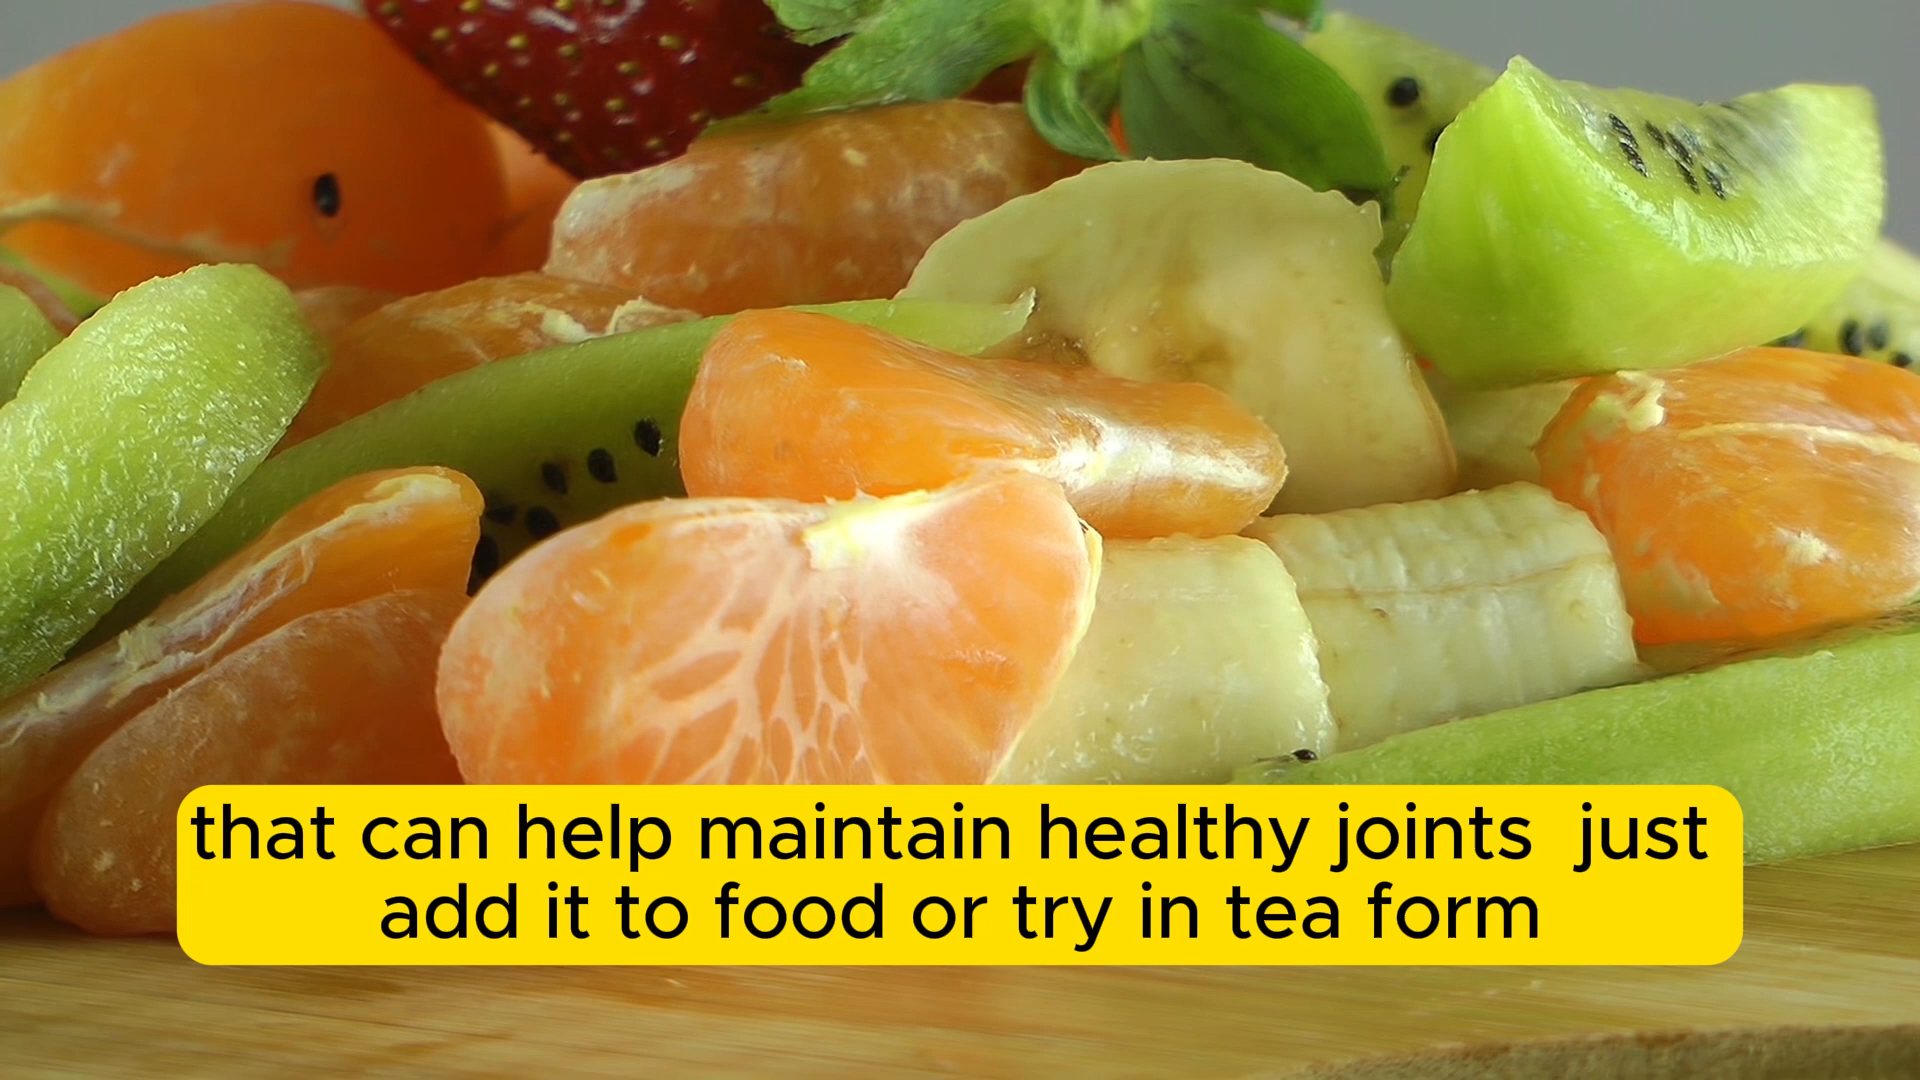 that can help maintain healthy joints  just
add it to food or try in tea form